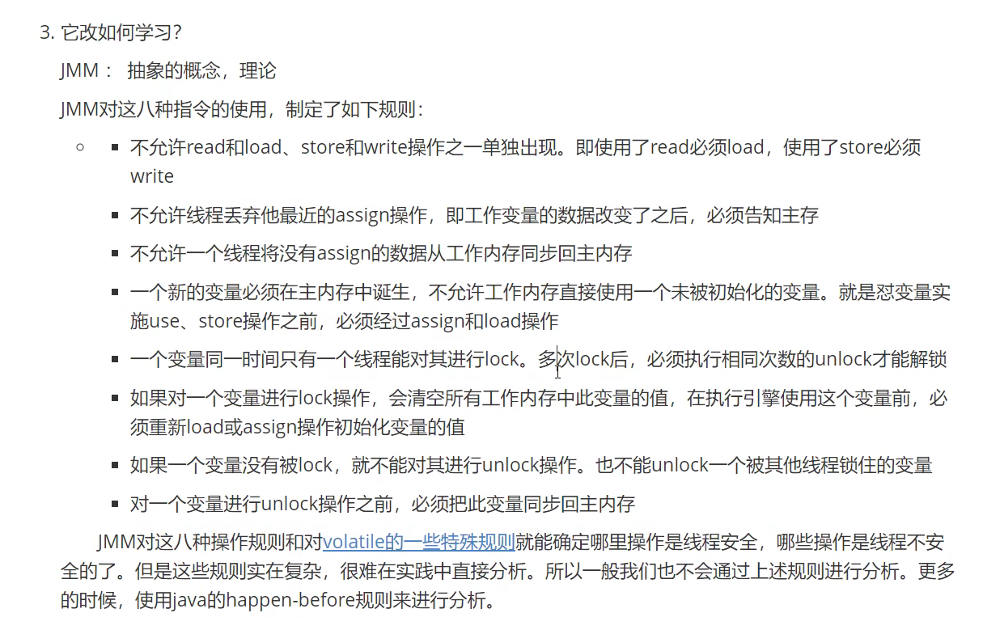 3. 它改如何学习？
JMM： 抽象的概念，理论
JMM对这八种指令的使用，制定了如下规则：
不允许read和load、store和write操作之一单独出现。即使用了read必须load，使用了store必须
write
不允许线程丢弃他最近的assign操作，即工作变量的数据改变了之后，必须告知主存
不允许一个线程将没有assign的数据从工作内存同步回主内存
一个新的变量必须在主内存中诞生，不允许工作内存直接使用一个未被初始化的变量。就是怼变量实
施use、store操作之前，必须经过assign和load操作
一个变量同一时间只有一个线程能对其进行lock。多次lock后，必须执行相同次数的unlock才能解锁
如果对一个变量进行lock操作，会清空所有工作内存中此变量的值，在执行引擎使用这个变量前，必
须重新load或assign操作初始化变量的值
如果一个变量没有被lock，就不能对其进行unlock操作。也不能unlock一个被其他线程锁住的变量
对一个变量进行unlock操作之前，必须把此变量同步回主内存
JMM对这八种操作规则和对volatile的一些特殊规则就能确定哪里操作是线程安全，哪些操作是线程不安
全的了。但是这些规则实在复杂，很难在实践中直接分析。所以一般我们也不会通过上述规则进行分析。更多
的时候，使用java的happen-before规则来进行分析。